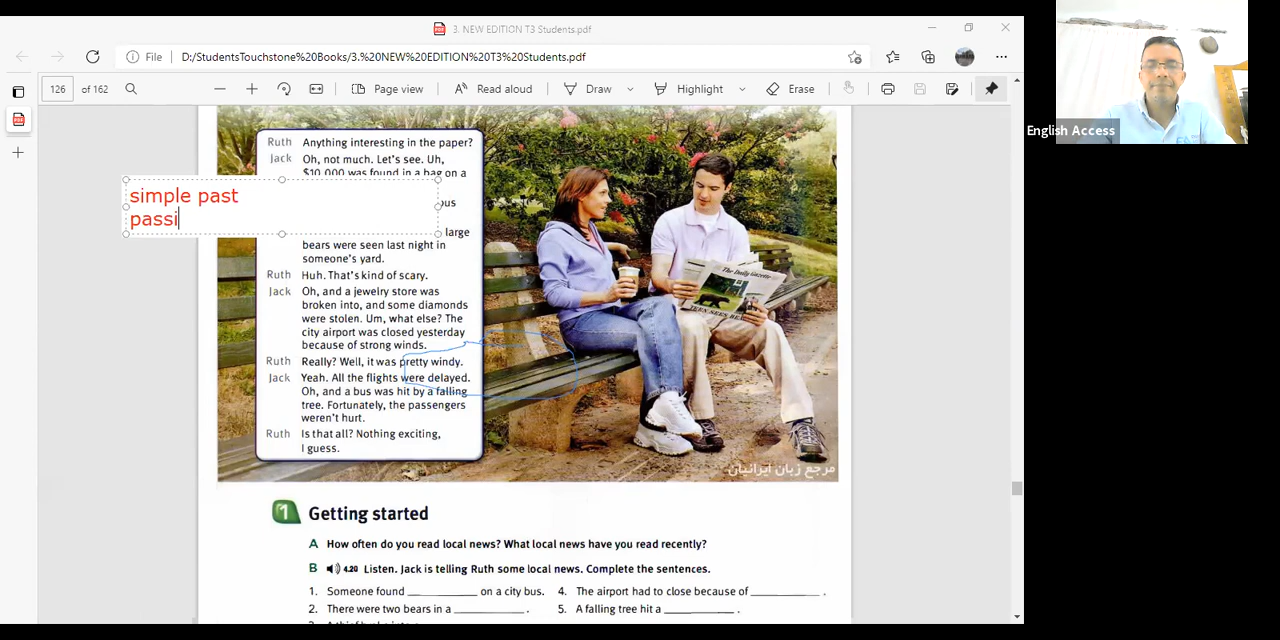 3. NEW EDITION T3 Students.pdf
File
D:/StudentsTouchstone%20Books/3.%20NEW%20EDITION%20T3%20Students.pdf
126 of 162
Page view
Read aloud
Draw
Highlight
Erase
English Access
Ruth Anything interesting in the paper?
Jack Oh, not much. Let's see. Uh,
$10,000 was found in a bag on a
simple past
passi
large
bears were seen last night in
someone's yard.
Ruth Huh. That's kind of scary.
Jack Oh, and a jewelry store was
broken into, and some diamonds
were stolen. Um, what else? The
city airport was closed yesterday
because of strong winds.
Ruth Really? Well, it was pretty windy.
Jack Yeah. All the flights were delayed.
Oh, and a bus was hit by a falling
tree. Fortunately, the passengers
weren't hurt.
Ruth Is that all? Nothing exciting,
I guess.
The Daily Gazette
مرجع زبان ایرانیان
1 Getting started
A How often do you read local news? What local news have you read recently?
B 4.20 Listen. Jack is telling Ruth some local news. Complete the sentences.
1. Someone found __________ on a city bus.
4. The airport had to close because of __________ .
2. There were two bears in a __________ .
5. A falling tree hit a __________ .